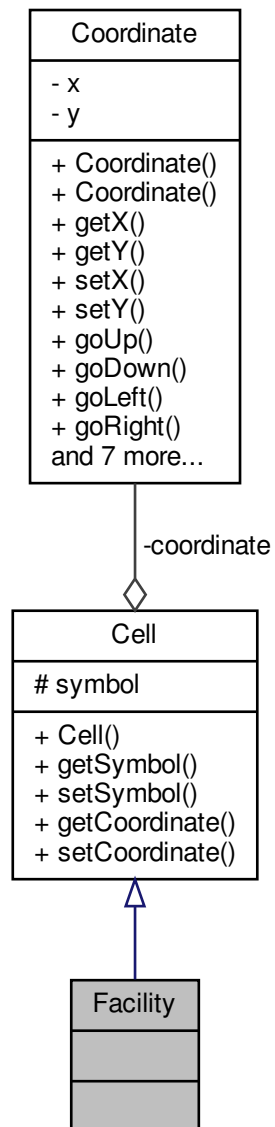 Coordinate
- x
- y
+ Coordinate()
+ Coordinate()
+ getX()
+ getY()
+ setX()
+ setY()
+ goUp()
+ goDown()
+ goLeft()
+ goRight()
and 7 more...
-coordinate
Cell
# symbol
+ Cell()
+ getSymbol()
+ setSymbol()
+ getCoordinate()
+ setCoordinate()
Facility